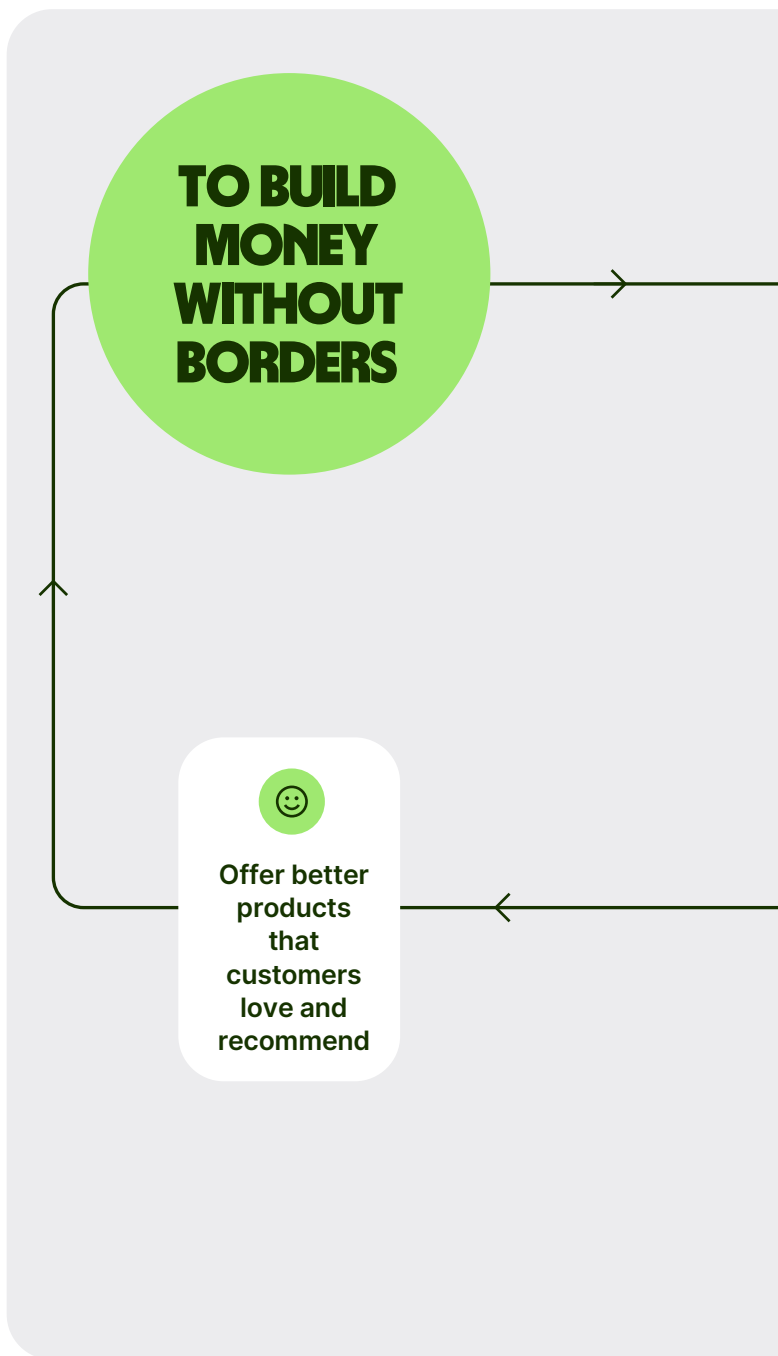 TO BUILD
MONEY
WITHOUT
BORDERS
Offer better
products
that
customers
love and
recommend